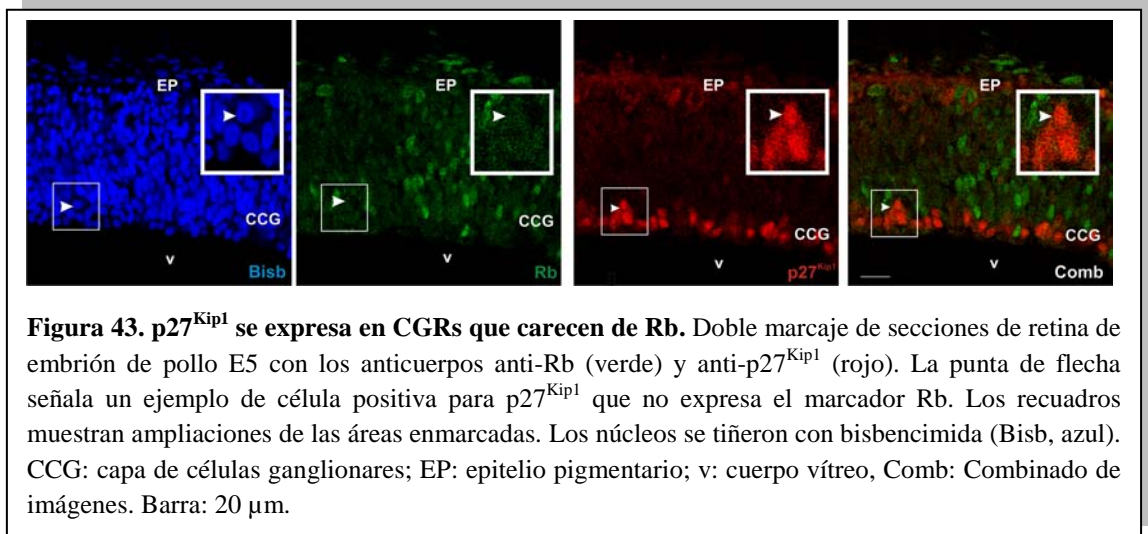 EP EP EP
CCG CCG CCG
v v v v
Bisb Rb p27Kip1 Comb
Figura 43. p27Kip1 se expresa en CGRs que carecen de Rb. Doble marcaje de secciones de retina de
embrión de pollo E5 con los anticuerpos anti-Rb (verde) y anti-p27Kip1 (rojo). La punta de flecha
señala un ejemplo de célula positiva para p27Kip1 que no expresa el marcador Rb. Los recuadros
muestran ampliaciones de las áreas enmarcadas. Los núcleos se tiñeron con bisbencimida (Bisb, azul).
CCG: capa de células ganglionares; EP: epitelio pigmentario; v: cuerpo vítreo, Comb: Combinado de
imágenes. Barra: 20 µm.